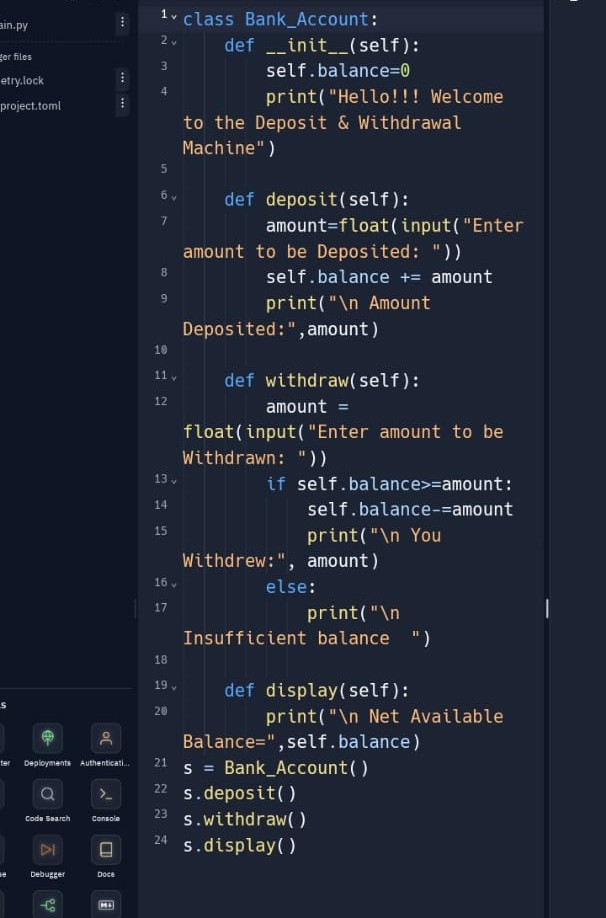 ain.py
ger files
etry.lock
project.toml
s
ter
Deployments
Authenticati...
Code Search
Console
se
Debugger
Docs
M↓
1 class Bank_Account:
2     def __init__(self):
3         self.balance=0
4         print("Hello!!! Welcome
to the Deposit & Withdrawal
Machine")
5
6     def deposit(self):
7         amount=float(input("Enter
amount to be Deposited: "))
8         self.balance += amount
9         print("\n Amount
Deposited:",amount)
10
11     def withdraw(self):
12         amount =
float(input("Enter amount to be
Withdrawn: "))
13         if self.balance>=amount:
14             self.balance-=amount
15             print("\n You
Withdrew:", amount)
16         else:
17             print("\n
Insufficient balance  ")
18
19     def display(self):
20         print("\n Net Available
Balance=",self.balance)
21 s = Bank_Account()
22 s.deposit()
23 s.withdraw()
24 s.display()